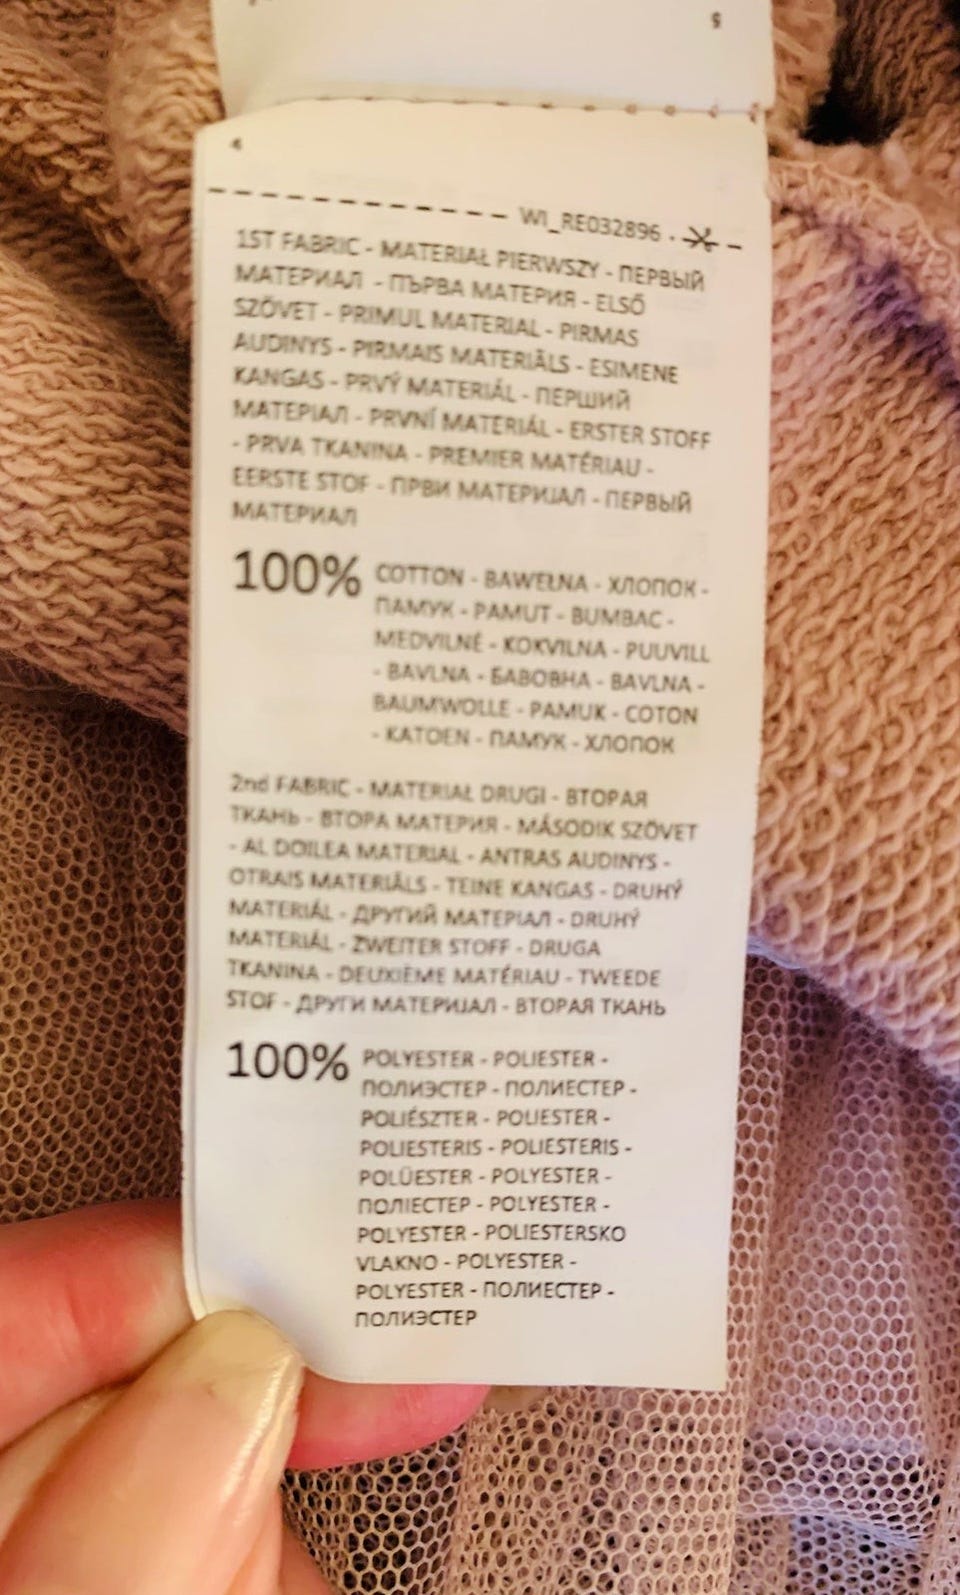 5
4
WI_RE032896
1ST FABRIC - MATERIAŁ PIERWSZY - ПЕРВЫЙ
МАТЕРИАЛ - ПЪРВА МАТЕРИЯ - ELSŐ
SZÖVET - PRIMUL MATERIAL - PIRMAS
AUDINYS - PIRMAIS MATERIĀLS - ESIMENE
KANGAS - PRVÝ MATERIÁL - ПЕРШИЙ
МАТЕРІАЛ - PRVNÍ MATERIÁL - ERSTER STOFF
- PRVA TKANINA - PREMIER MATÉRIAU -
EERSTE STOF - ПРВИ МАТЕРИЈАЛ - ПЕРВЫЙ
МАТЕРИАЛ
100% COTTON - BAWEŁNA - ХЛОПОК -
ПАМУК - PAMUT - BUMBAC -
MEDVILNĖ - KOKVILNA - PUUVILL
- BAVLNA - БАВОВНА - BAVLNA -
BAUMWOLLE - PAMUK - COTON
- KATOEN - ПАМУК - ХЛОПОК
2nd FABRIC - MATERIAŁ DRUGI - ВТОРАЯ
ТКАНЬ - ВТОРА МАТЕРИЯ - MÁSODIK SZÖVET
- AL DOILEA MATERIAL - ANTRAS AUDINYS -
OTRAIS MATERIĀLS - TEINE KANGAS - DRUHÝ
MATERIÁL - ДРУГИЙ МАТЕРІАЛ - DRUHÝ
MATERIÁL - ZWEITER STOFF - DRUGA
TKANINA - DEUXIÈME MATÉRIAU - TWEEDE
STOF - ДРУГИ МАТЕРИЈАЛ - ВТОРАЯ ТКАНЬ
100% POLYESTER - POLIESTER -
ПОЛИЭСТЕР - ПОЛИЕСТЕР -
POLIÉSZTER - POLIESTER -
POLIESTERIS - POLIESTERIS -
POLÜESTER - POLYESTER -
ПОЛІЕСТЕР - POLYESTER -
POLYESTER - POLIESTERSKO
VLAKNO - POLYESTER -
POLYESTER - ПОЛИЕСТЕР -
ПОЛИЭСТЕР